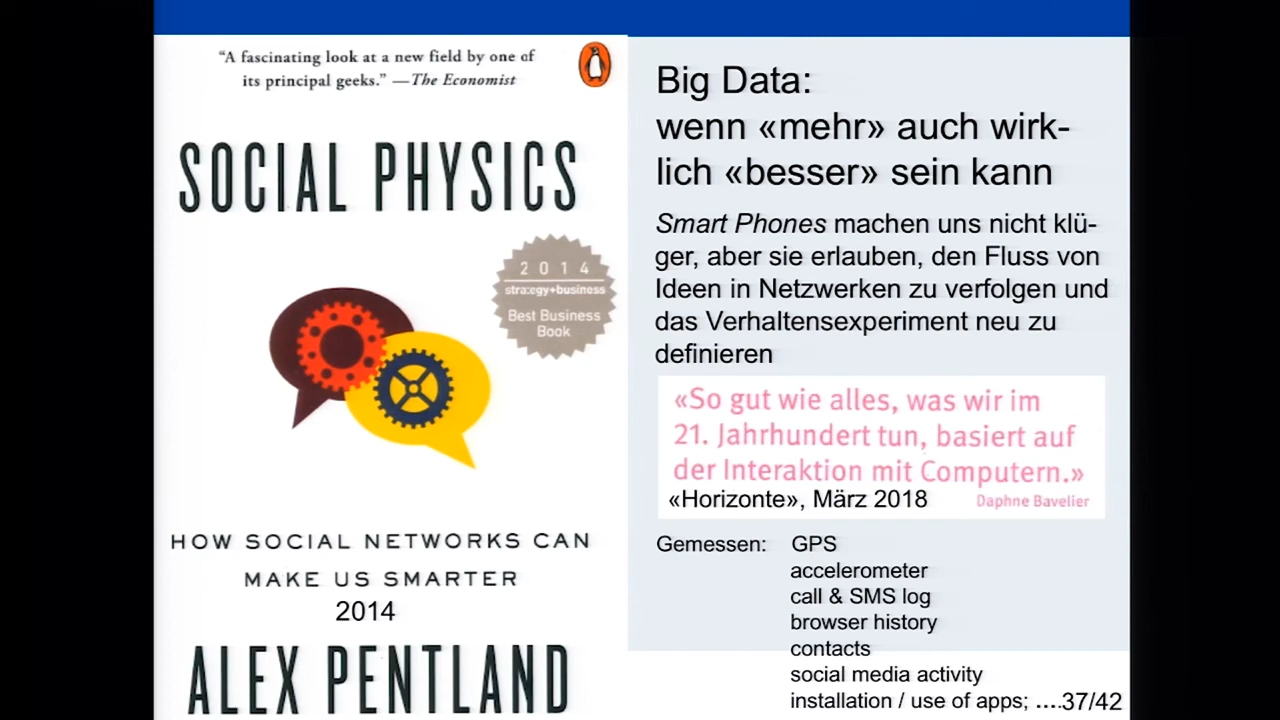 “A fascinating look at a new field by one of
its principal geeks.” —The Economist
SOCIAL PHYSICS
2014
strategy+business
Best Business
Book
HOW SOCIAL NETWORKS CAN
MAKE US SMARTER
2014
ALEX PENTLAND
Big Data:
wenn «mehr» auch wirk-
lich «besser» sein kann
Smart Phones machen uns nicht klü-
ger, aber sie erlauben, den Fluss von
Ideen in Netzwerken zu verfolgen und
das Verhaltensexperiment neu zu
definieren
«So gut wie alles, was wir im
21. Jahrhundert tun, basiert auf
der Interaktion mit Computern.»
«Horizonte», März 2018 Daphne Bavelier
Gemessen: GPS
accelerometer
call & SMS log
browser history
contacts
social media activity
installation / use of apps; ....37/42